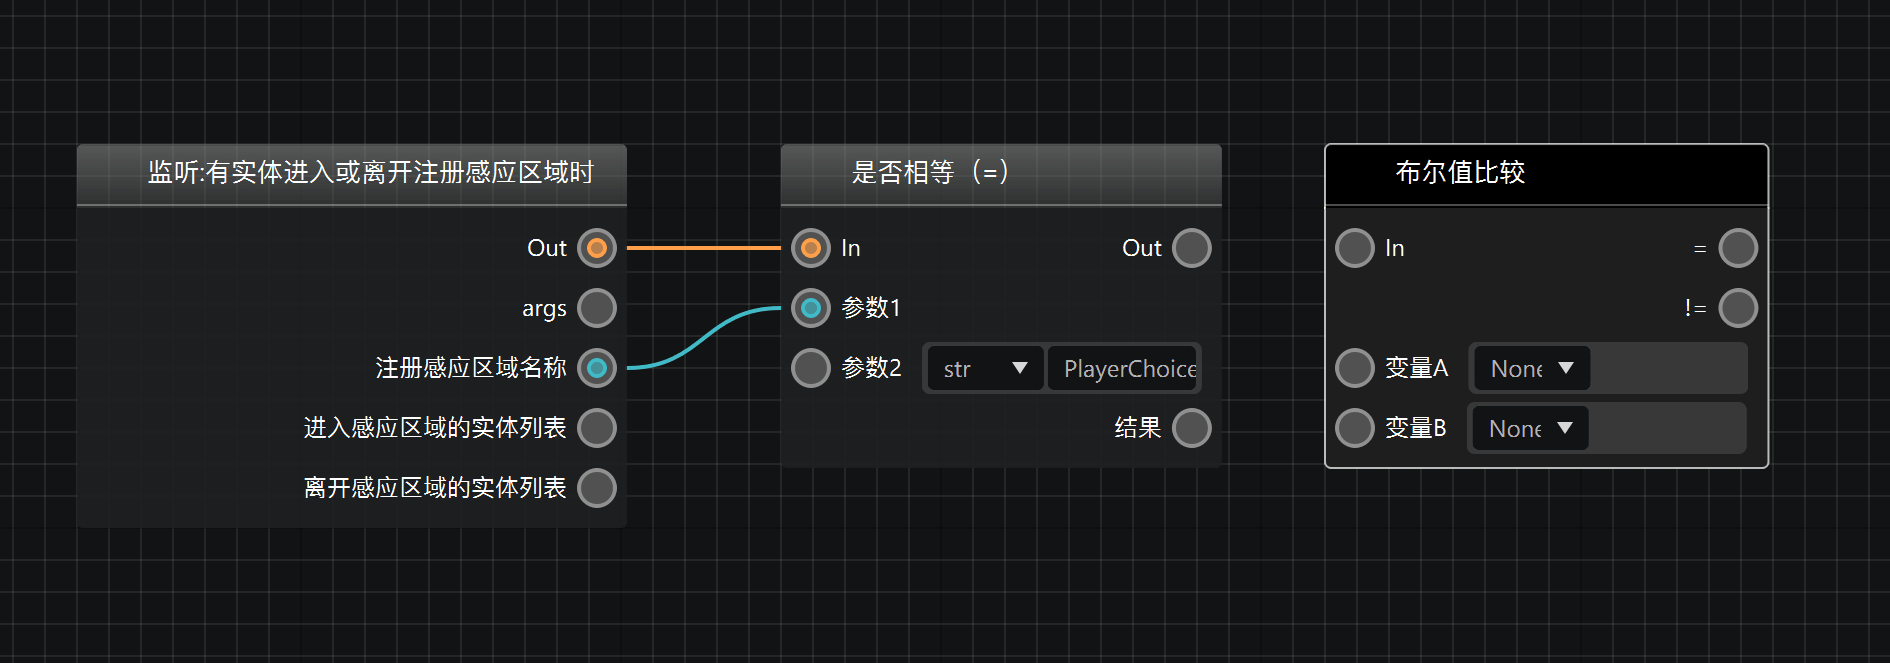 监听:有实体进入或离开注册感应区域时
Out
args
注册感应区域名称
进入感应区域的实体列表
离开感应区域的实体列表
是否相等（=）
In
Out
参数1
参数2
str
PlayerChoice
结果
布尔值比较
In
=
!=
变量A
None
变量B
None